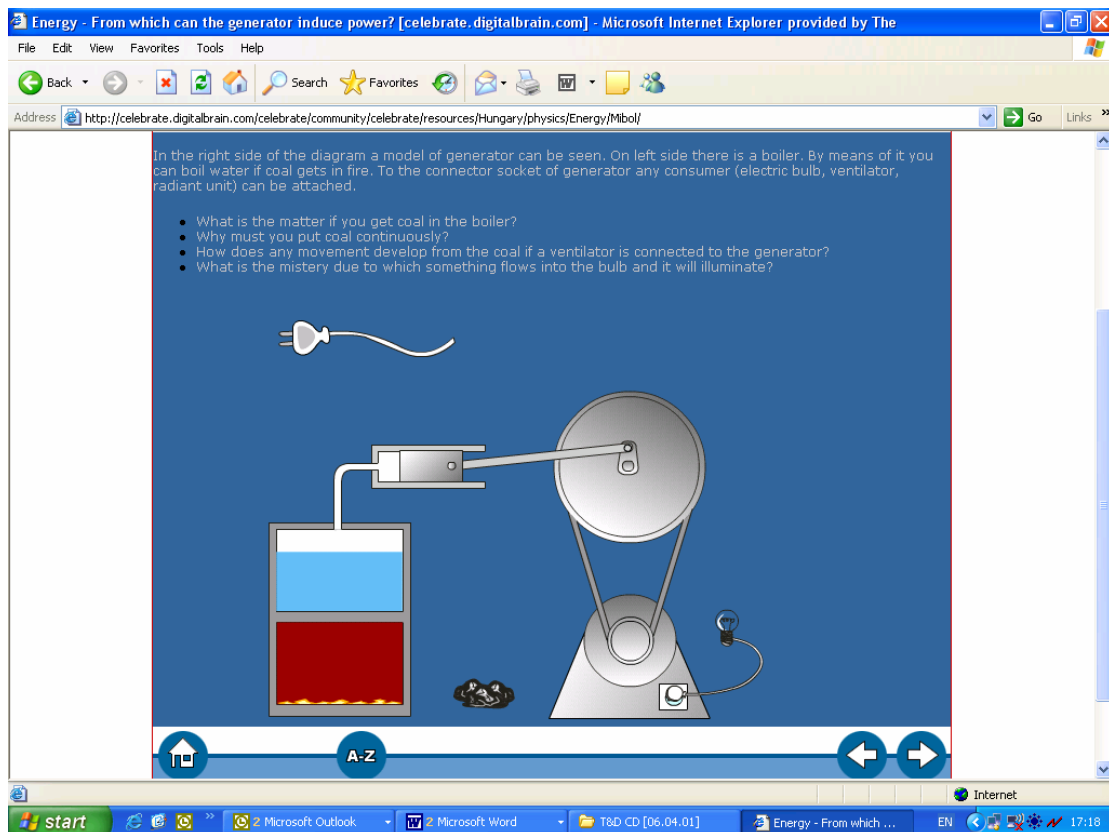 Energy - From which can the generator induce power? [celebrate.digitalbrain.com] - Microsoft Internet Explorer provided by The
File Edit View Favorites Tools Help
Back Search Favorites
Address http://celebrate.digitalbrain.com/celebrate/community/celebrate/resources/Hungary/physics/Energy/Mibol/ Go Links »
In the right side of the diagram a model of generator can be seen. On left side there is a boiler. By means of it you
can boil water if coal gets in fire. To the connector socket of generator any consumer (electric bulb, ventilator,
radiant unit) can be attached.
• What is the matter if you get coal in the boiler?
• Why must you put coal continuously?
• How does any movement develop from the coal if a ventilator is connected to the generator?
• What is the mistery due to which something flows into the bulb and it will illuminate?
A-Z
Internet
start » 2 Microsoft Outlook 2 Microsoft Word T&D CD [06.04.01] Energy - From which ... EN 17:18